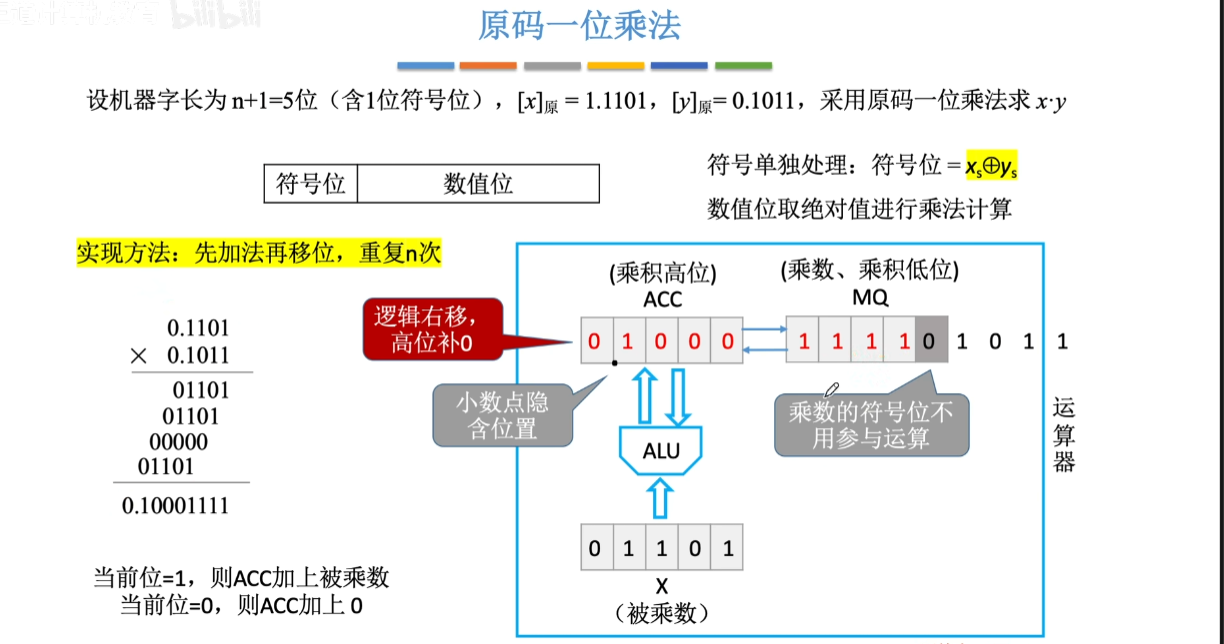 bilibili
原码一位乘法
设机器字长为 n+1=5位（含1位符号位），[x]原 = 1.1101，[y]原= 0.1011，采用原码一位乘法求 x·y
符号位 数值位
符号单独处理：符号位 = xs⊕ys
数值位取绝对值进行乘法计算
实现方法：先加法再移位，重复n次
0.1101
× 0.1011
01101
01101
00000
01101
0.10001111
当前位=1，则ACC加上被乘数
当前位=0，则ACC加上 0
(乘积高位)
ACC
(乘数、乘积低位)
MQ
逻辑右移，
高位补0
0 1 0 0 0 1 1 1 1 0 1 0 1 1
小数点隐
含位置
乘数的符号位不
用参与运算
ALU
运
算
器
0 1 1 0 1
X
（被乘数）